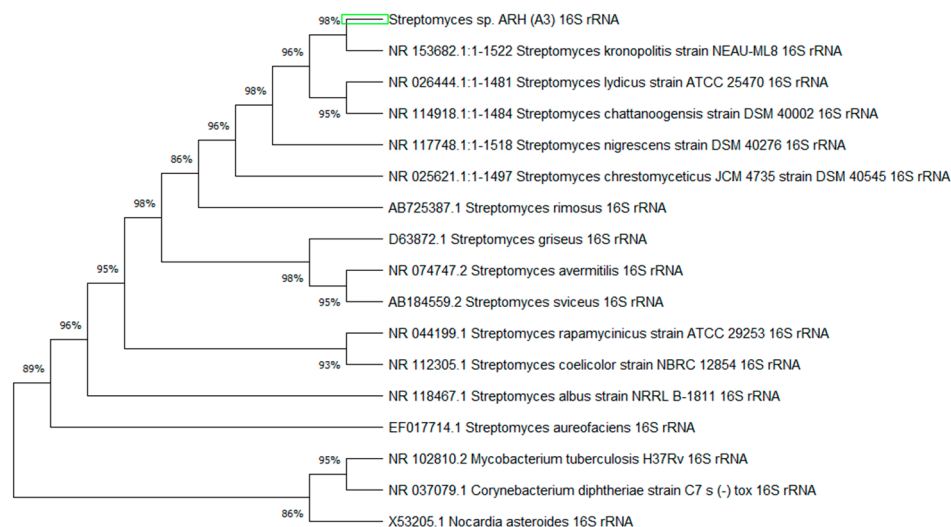 98%
Streptomyces sp. ARH (A3) 16S rRNA
96%
NR 153682.1:1-1522 Streptomyces kronopolitis strain NEAU-ML8 16S rRNA
98%
NR 026444.1:1-1481 Streptomyces lydicus strain ATCC 25470 16S rRNA
95%
NR 114918.1:1-1484 Streptomyces chattanoogensis strain DSM 40002 16S rRNA
96%
NR 117748.1:1-1518 Streptomyces nigrescens strain DSM 40276 16S rRNA
86%
NR 025621.1:1-1497 Streptomyces chrestomyceticus JCM 4735 strain DSM 40545 16S rRNA
98%
AB725387.1 Streptomyces rimosus 16S rRNA
D63872.1 Streptomyces griseus 16S rRNA
95%
98%
NR 074747.2 Streptomyces avermitilis 16S rRNA
95%
AB184559.2 Streptomyces sviceus 16S rRNA
96%
NR 044199.1 Streptomyces rapamycinicus strain ATCC 29253 16S rRNA
89%
93%
NR 112305.1 Streptomyces coelicolor strain NBRC 12854 16S rRNA
NR 118467.1 Streptomyces albus strain NRRL B-1811 16S rRNA
EF017714.1 Streptomyces aureofaciens 16S rRNA
95%
NR 102810.2 Mycobacterium tuberculosis H37Rv 16S rRNA
NR 037079.1 Corynebacterium diphtheriae strain C7 s (-) tox 16S rRNA
86%
X53205.1 Nocardia asteroides 16S rRNA